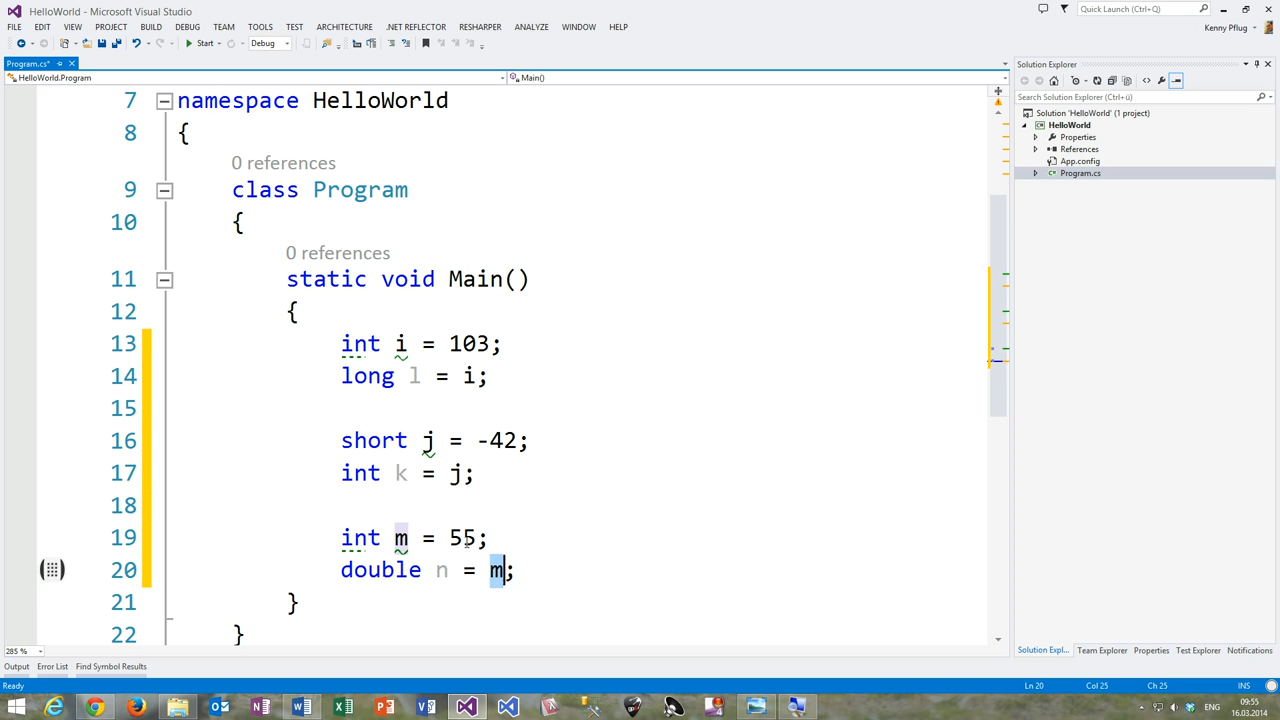 HelloWorld - Microsoft Visual Studio
Quick Launch (Ctrl+Q)
FILE EDIT VIEW PROJECT BUILD DEBUG TEAM TOOLS TEST ARCHITECTURE .NET REFLECTOR RESHARPER ANALYZE WINDOW HELP
Kenny Pflug
Start Debug
Program.cs*
HelloWorld.Program
Main()
7 namespace HelloWorld
8 {
0 references
9 class Program
10 {
0 references
11 static void Main()
12 {
13 int i = 103;
14 long l = i;
15
16 short j = -42;
17 int k = j;
18
19 int m = 55;
20 double n = m;
21 }
22 }
285 %
Solution Explorer
Search Solution Explorer (Ctrl+ü)
Solution 'HelloWorld' (1 project)
HelloWorld
Properties
References
App.config
Program.cs
Solution Expl... Team Explorer Properties Test Explorer Notifications
Output Error List Find Symbol Results
Ready
Ln 20 Col 25 Ch 25 INS
09:55
16.03.2014